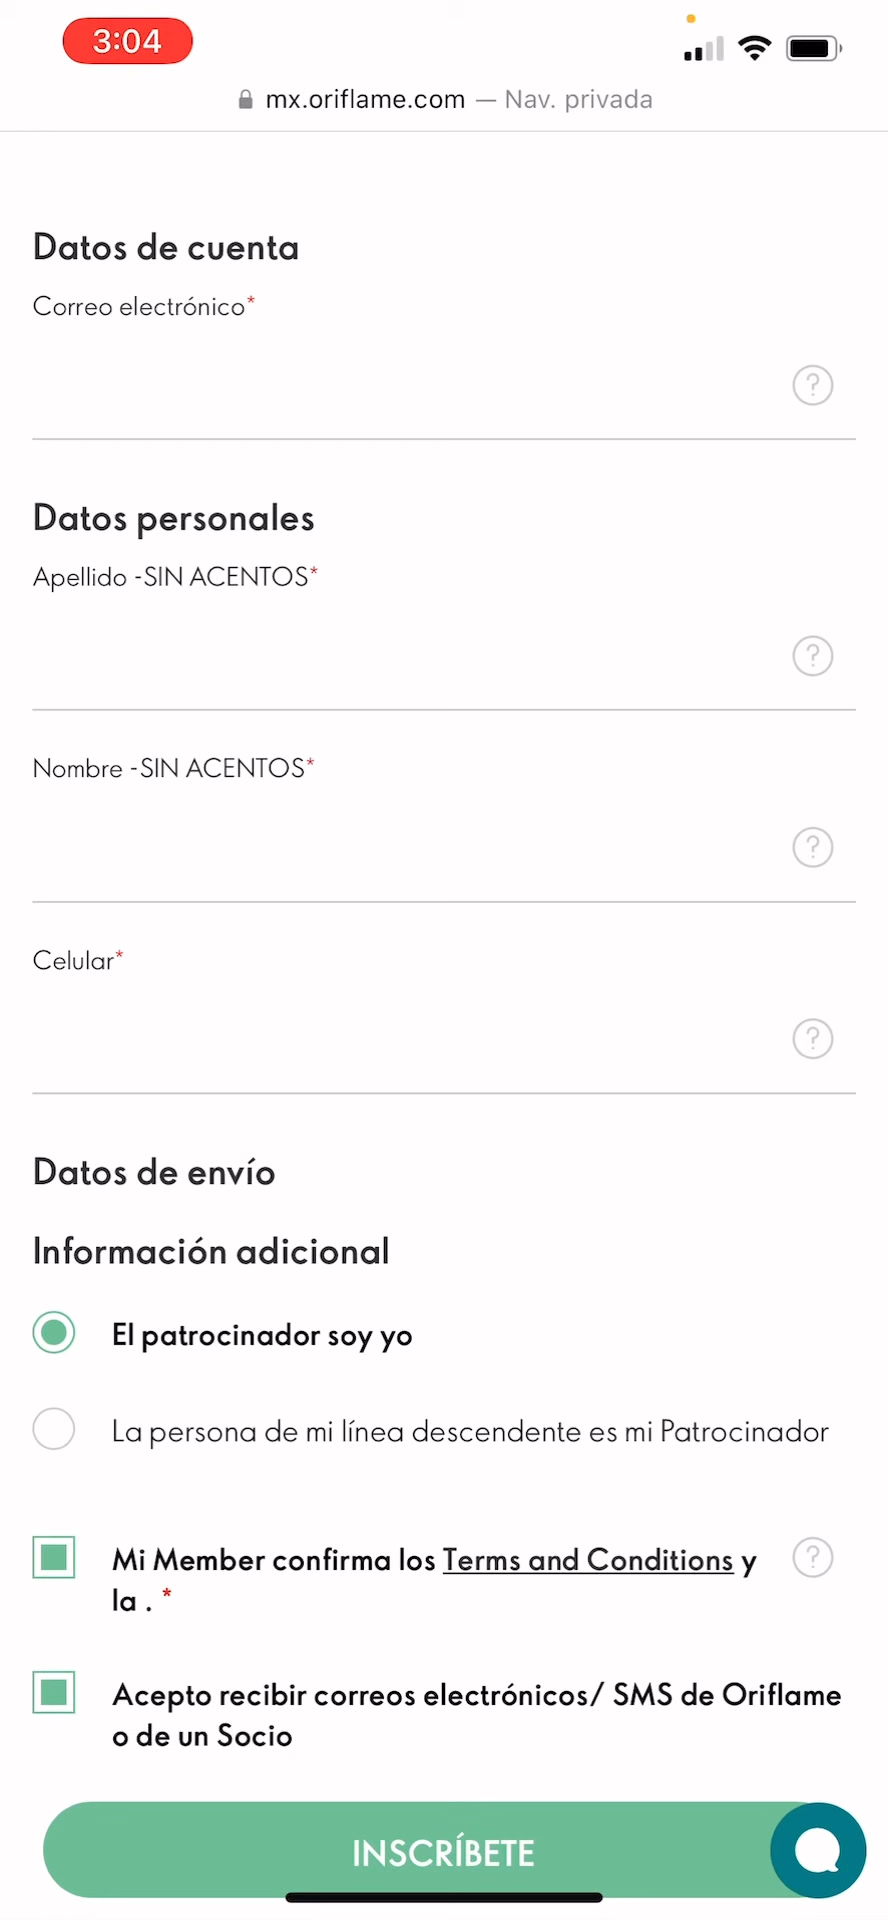 3:04
mx.oriflame.com — Nav. privada
Datos de cuenta
Correo electrónico*
?
Datos personales
Apellido -SIN ACENTOS*
?
Nombre -SIN ACENTOS*
?
Celular*
?
Datos de envío
Información adicional
El patrocinador soy yo
La persona de mi línea descendente es mi Patrocinador
Mi Member confirma los Terms and Conditions y ?
la . *
Acepto recibir correos electrónicos/ SMS de Oriflame
o de un Socio
INSCRÍBETE